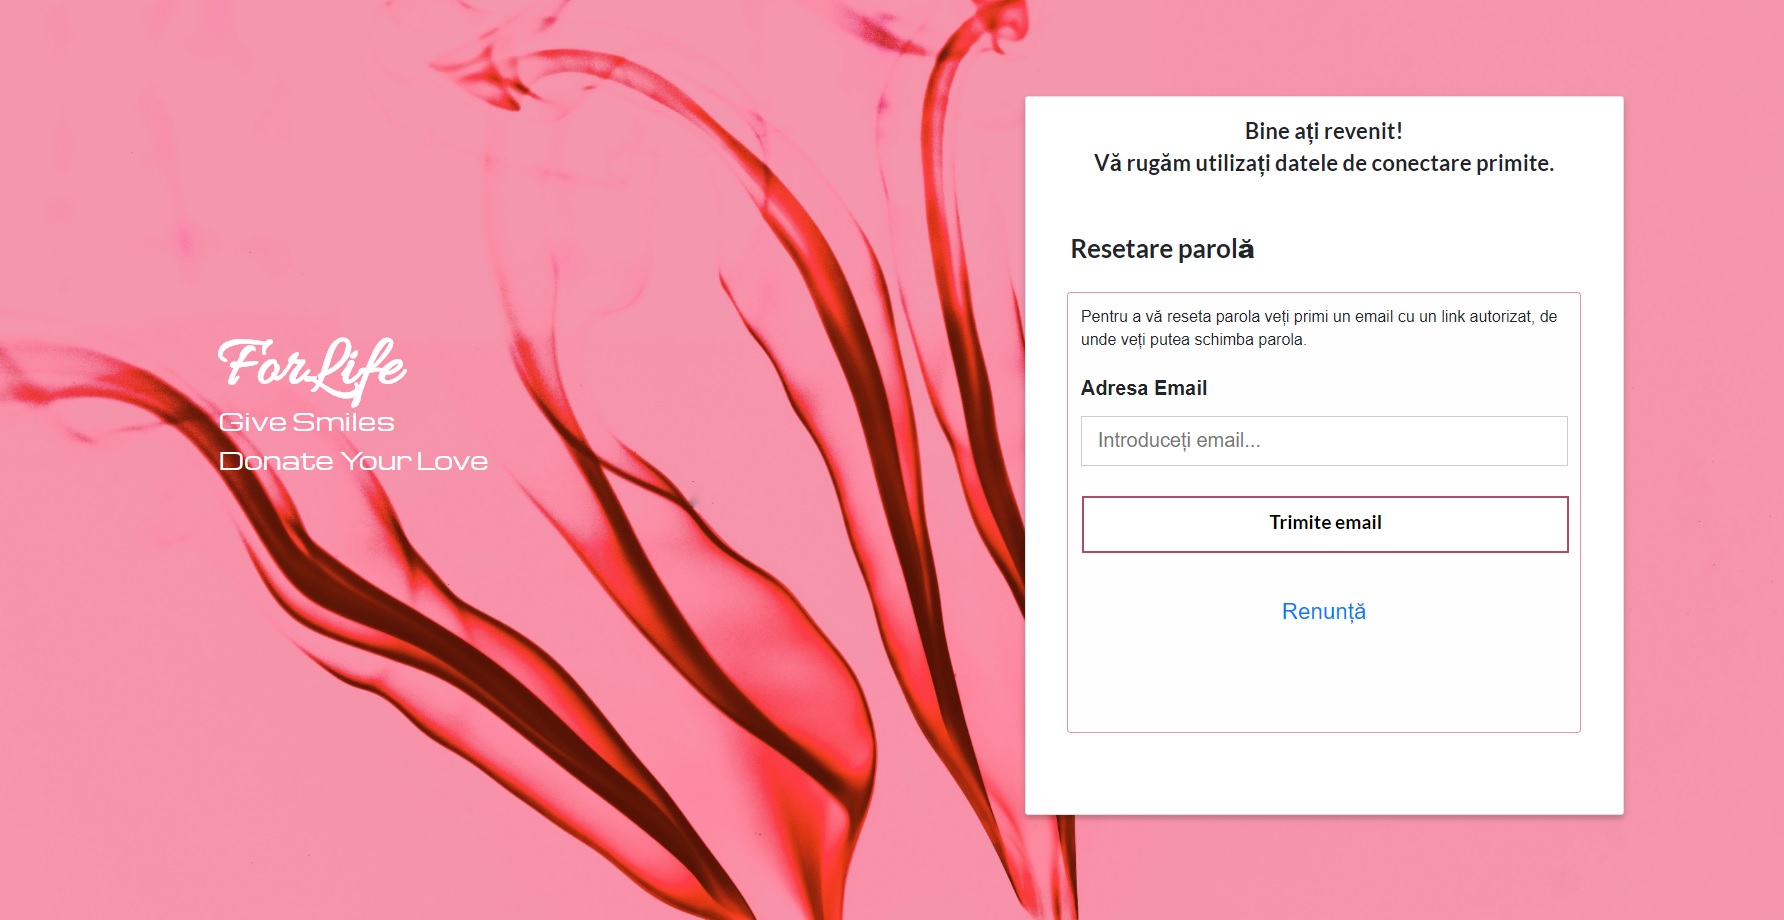 ForLife
Give Smiles
Donate Your Love
Bine ați revenit!
Vă rugăm utilizați datele de conectare primite.
Resetare parolă
Pentru a vă reseta parola veți primi un email cu un link autorizat, de
unde veți putea schimba parola.
Adresa Email
Introduceți email...
Trimite email
Renunță